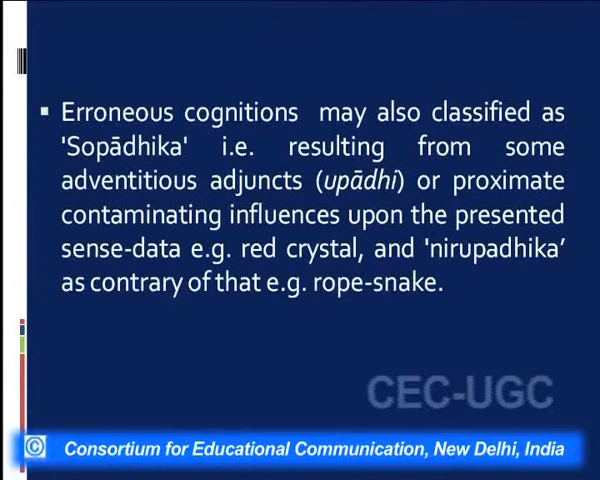 ▪ Erroneous cognitions may also classified as
'Sopādhika' i.e. resulting from some
adventitious adjuncts (upādhi) or proximate
contaminating influences upon the presented
sense-data e.g. red crystal, and 'nirupadhika’
as contrary of that e.g. rope-snake.
CEC-UGC
© Consortium for Educational Communication, New Delhi, India